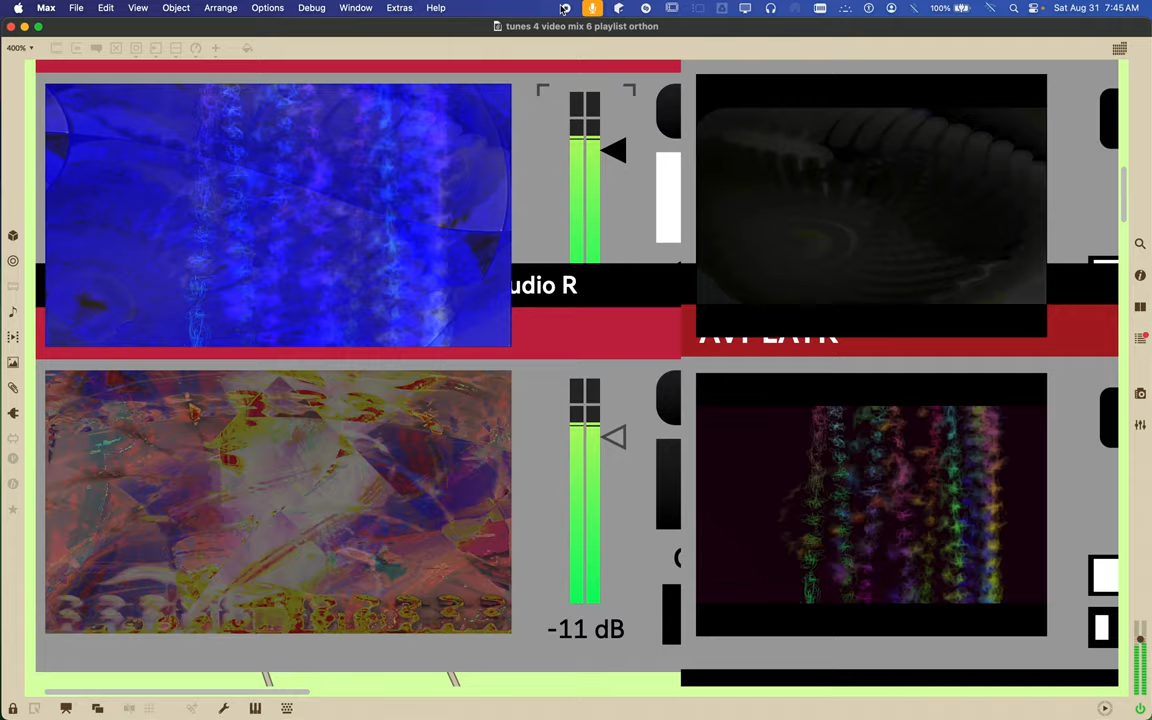 Max File Edit View Object Arrange Options Debug Window Extras Help 100% Sat Aug 31 7:45 AM
tunes 4 video mix 6 playlist orthon
400%
udio R
-11 dB